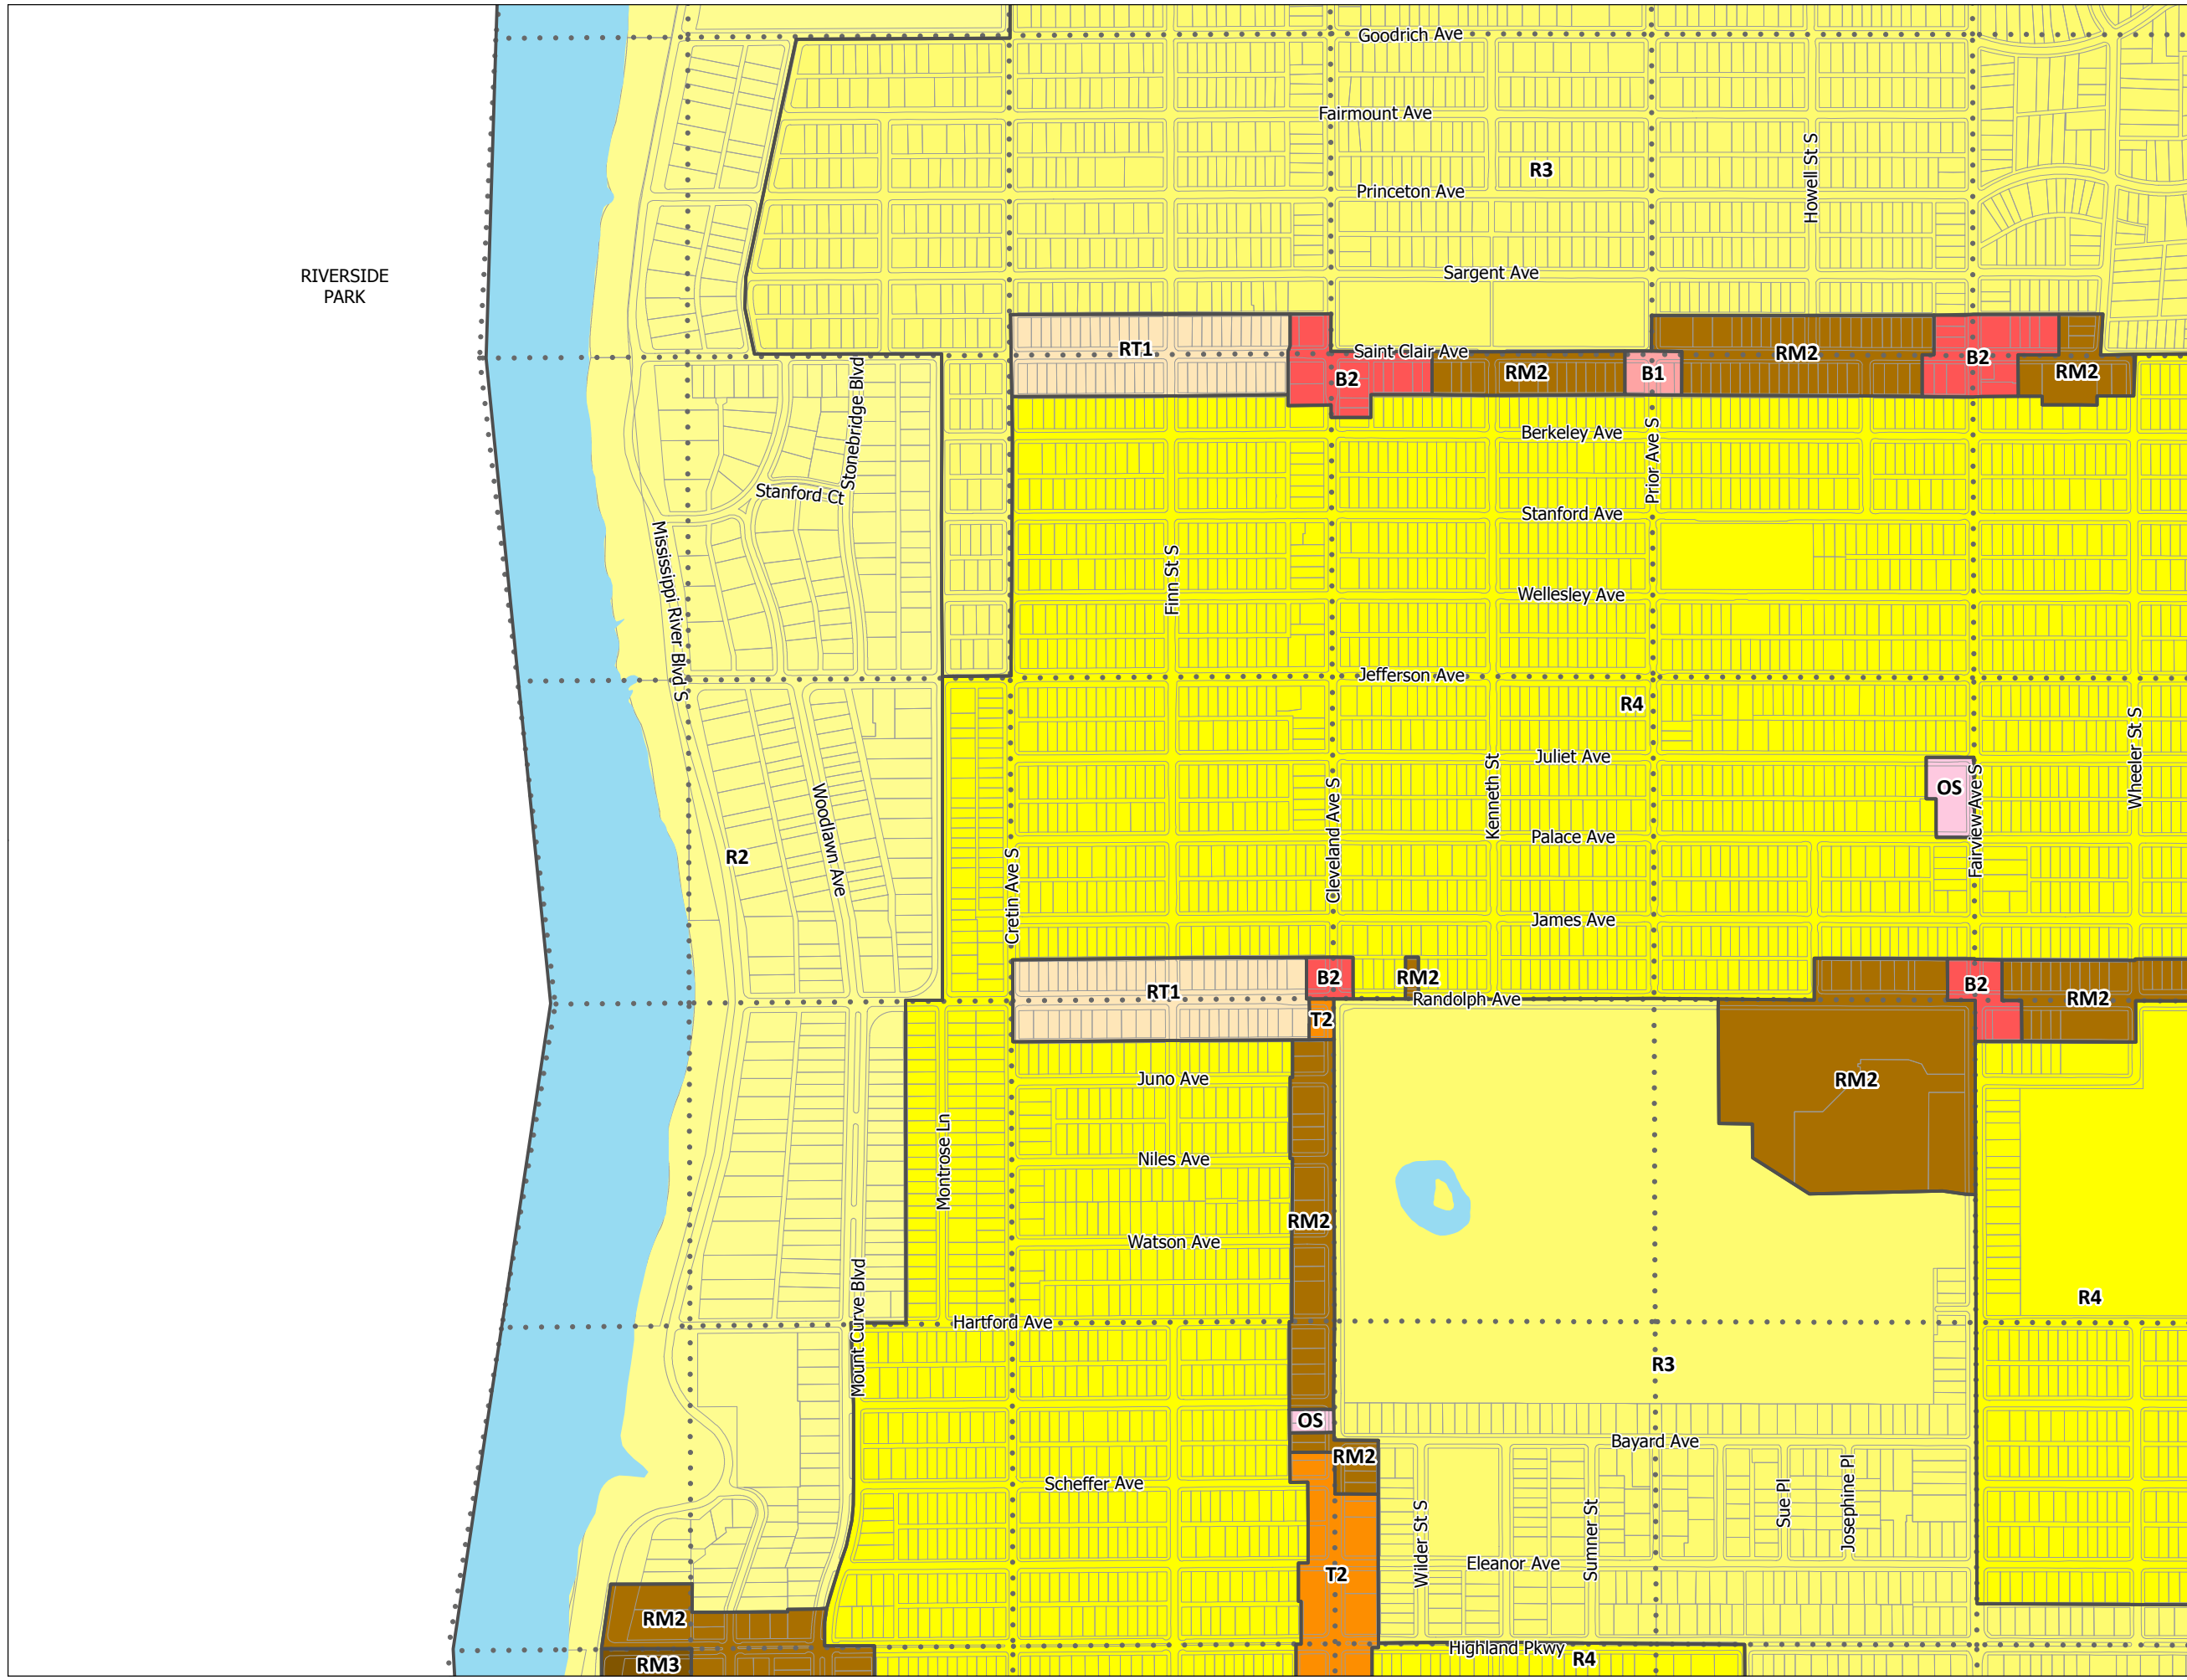 Goodrich Ave
Fairmount Ave
R3
Princeton Ave
Howell St S
Sargent Ave
RIVERSIDE
PARK
RT1
Saint Clair Ave
B2
RM2
B1
RM2
B2
RM2
Stonebridge Blvd
Berkeley Ave
Prior Ave S
Stanford Ct
Stanford Ave
Mississippi River Blvd S
Finn St S
Wellesley Ave
Jefferson Ave
R4
Juliet Ave
Kenneth St
Wheeler St S
OS
Fairview Ave S
Woodlawn Ave
R2
Cretin Ave S
Cleveland Ave S
Palace Ave
James Ave
RT1
B2
RM2
Randolph Ave
B2
RM2
T2
Juno Ave
RM2
Montrose Ln
Niles Ave
RM2
Watson Ave
R4
Hartford Ave
Mount Curve Blvd
R3
OS
Bayard Ave
RM2
Scheffer Ave
Wilder St S
Sumner St
Sue Pl
Josephine Pl
Eleanor Ave
T2
RM2
Highland Pkwy
R4
RM3